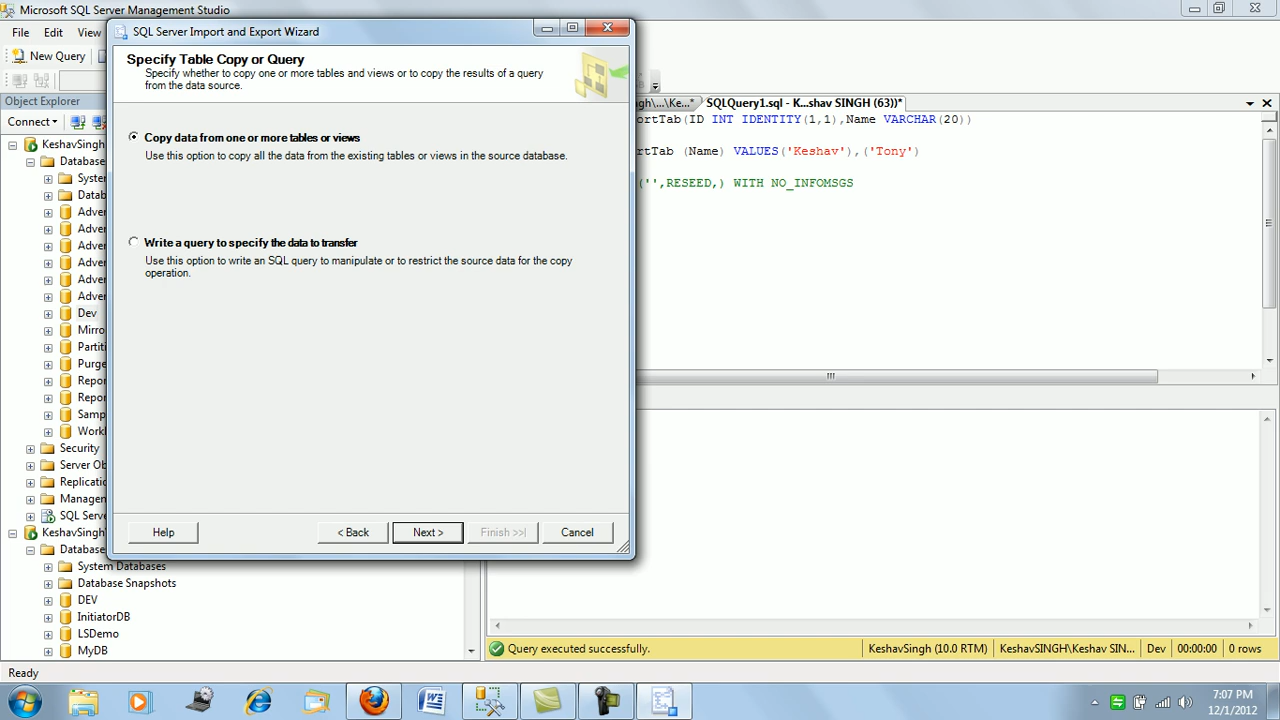 Microsoft SQL Server Management Studio
File Edit View
New Query
Object Explorer
Connect
KeshavSingh
Database
Syste
Datab
Adver
Adver
Adver
Adver
Adver
Adver
Dev
Mirro
Partiti
Purge
Repor
Repor
Samp
Workl
Security
Server Ob
Replicatio
Managem
SQL Serve
KeshavSingh
Database
System Databases
Database Snapshots
DEV
InitiatorDB
LSDemo
MyDB
SQL Server Import and Export Wizard
Specify Table Copy or Query
Specify whether to copy one or more tables and views or to copy the results of a query
from the data source.
Copy data from one or more tables or views
Use this option to copy all the data from the existing tables or views in the source database.
Write a query to specify the data to transfer
Use this option to write an SQL query to manipulate or to restrict the source data for the copy
operation.
Help < Back Next > Finish >>| Cancel
gh\...\Ke...* SQLQuery1.sql - K...shav SINGH (63))*
ortTab(ID INT IDENTITY(1,1),Name VARCHAR(20))
rtTab (Name) VALUES('Keshav'),('Tony')
('',RESEED,) WITH NO_INFOMSGS
Query executed successfully. KeshavSingh (10.0 RTM) KeshavSINGH\Keshav SIN... Dev 00:00:00 0 rows
Ready
7:07 PM
12/1/2012